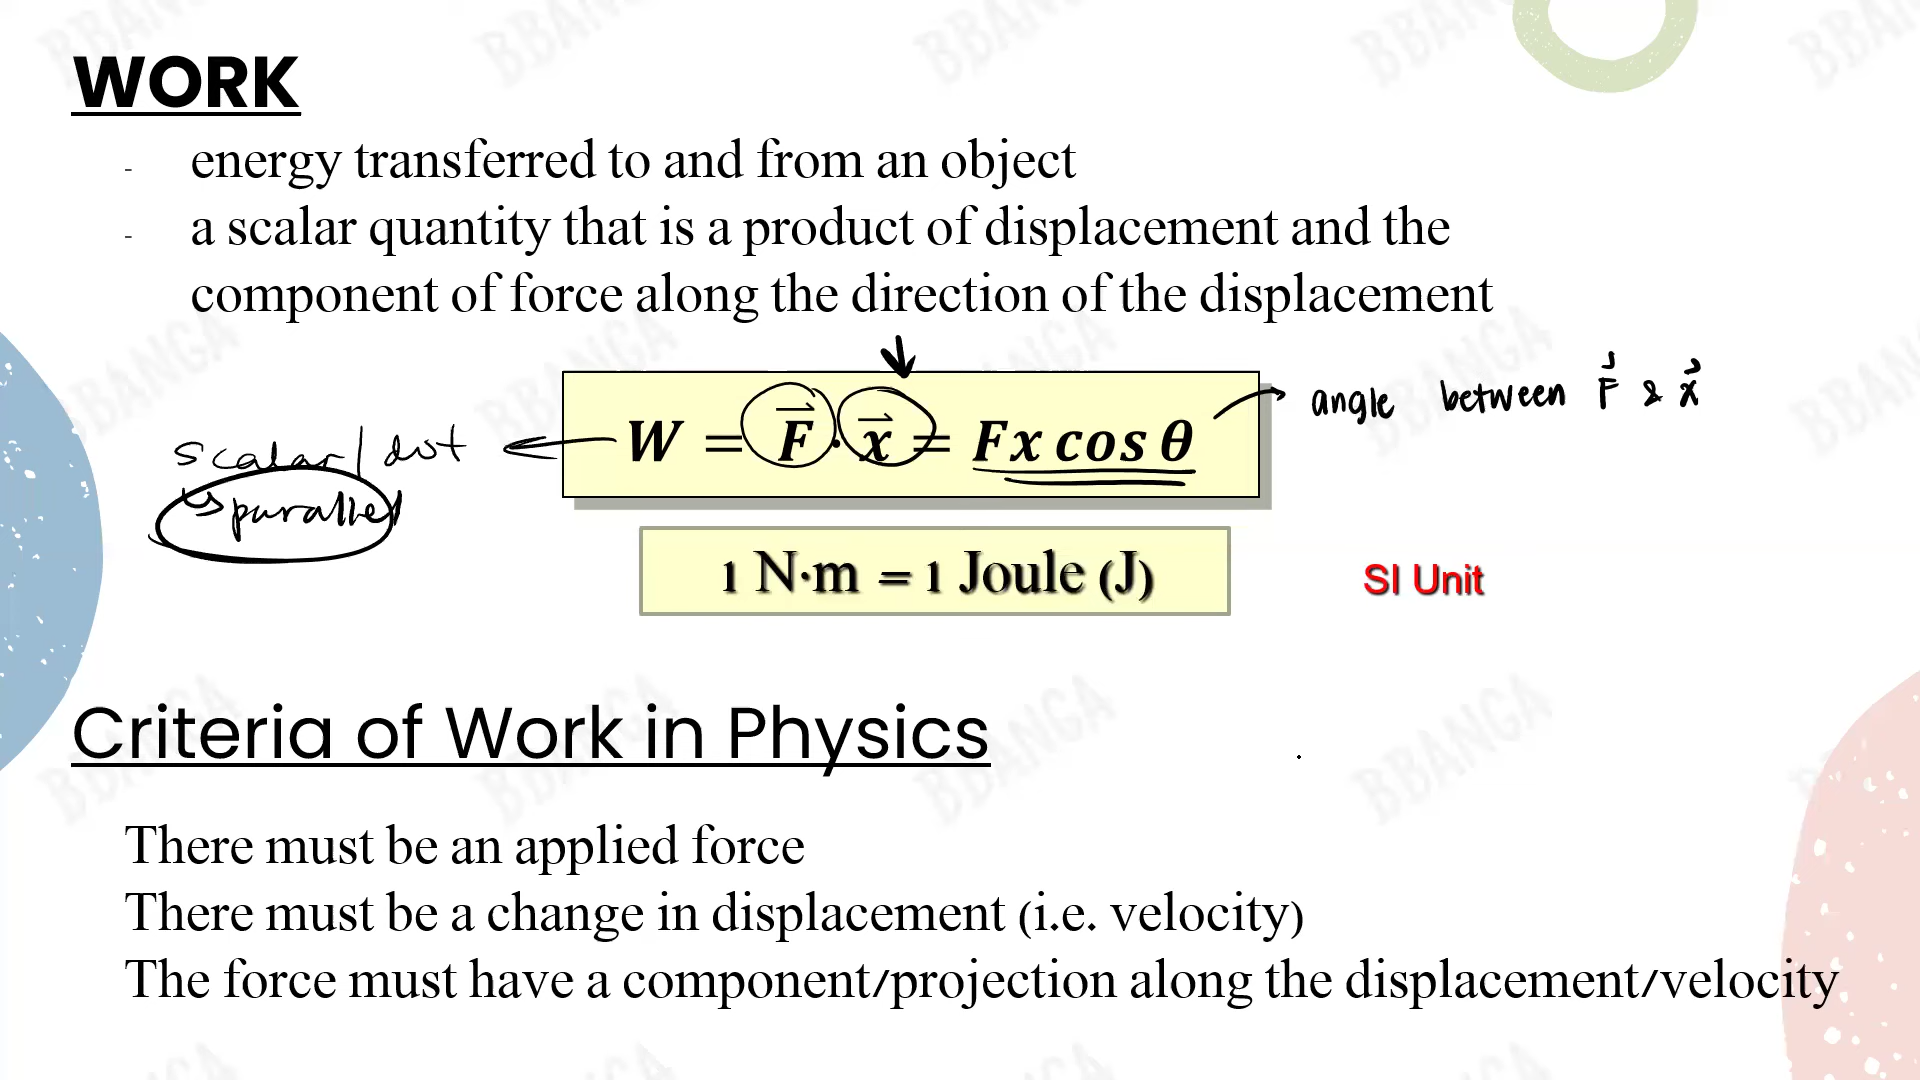 WORK
- energy transferred to and from an object
- a scalar quantity that is a product of displacement and the
component of force along the direction of the displacement
W = F⃗ · x⃗ = Fx cos θ
angle between F⃗ & x⃗
scalar/dot
↳ parallel
1 N·m = 1 Joule (J)
SI Unit
Criteria of Work in Physics
There must be an applied force
There must be a change in displacement (i.e. velocity)
The force must have a component/projection along the displacement/velocity
BBANGA